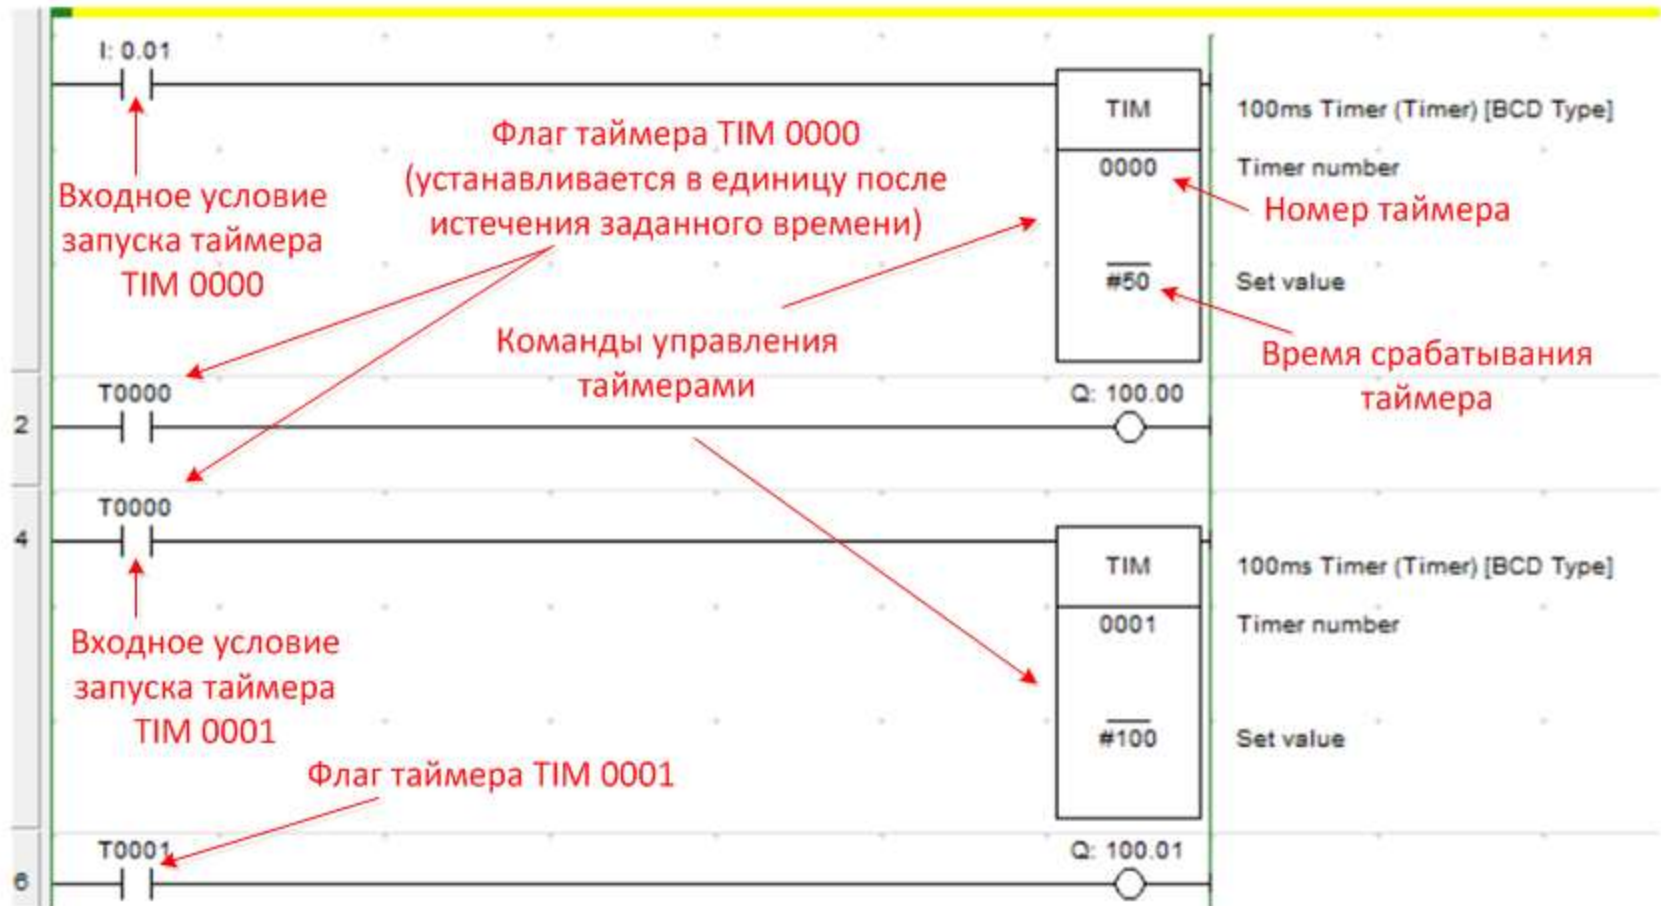 I: 0.01
TIM
100ms Timer (Timer) [BCD Type]
Флаг таймера TIM 0000
(устанавливается в единицу после
истечения заданного времени)
0000
Timer number
Номер таймера
Входное условие
запуска таймера
TIM 0000
#50
Set value
Команды управления
таймерами
Время срабатывания
таймера
2
T0000
Q: 100.00
4
T0000
TIM
100ms Timer (Timer) [BCD Type]
0001
Timer number
Входное условие
запуска таймера
TIM 0001
#100
Set value
Флаг таймера TIM 0001
6
T0001
Q: 100.01